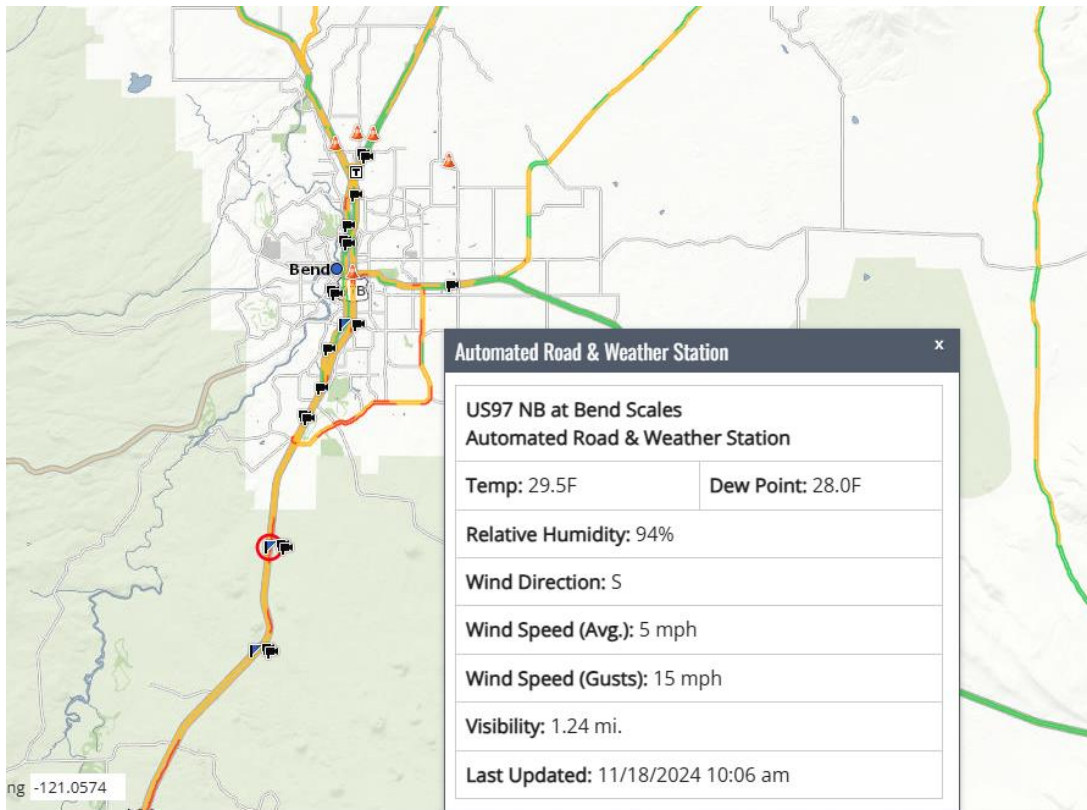 Bend
T
B
Automated Road & Weather Station
x
US97 NB at Bend Scales
Automated Road & Weather Station
Temp: 29.5F
Dew Point: 28.0F
Relative Humidity: 94%
Wind Direction: S
Wind Speed (Avg.): 5 mph
Wind Speed (Gusts): 15 mph
Visibility: 1.24 mi.
Last Updated: 11/18/2024 10:06 am
ng -121.0574